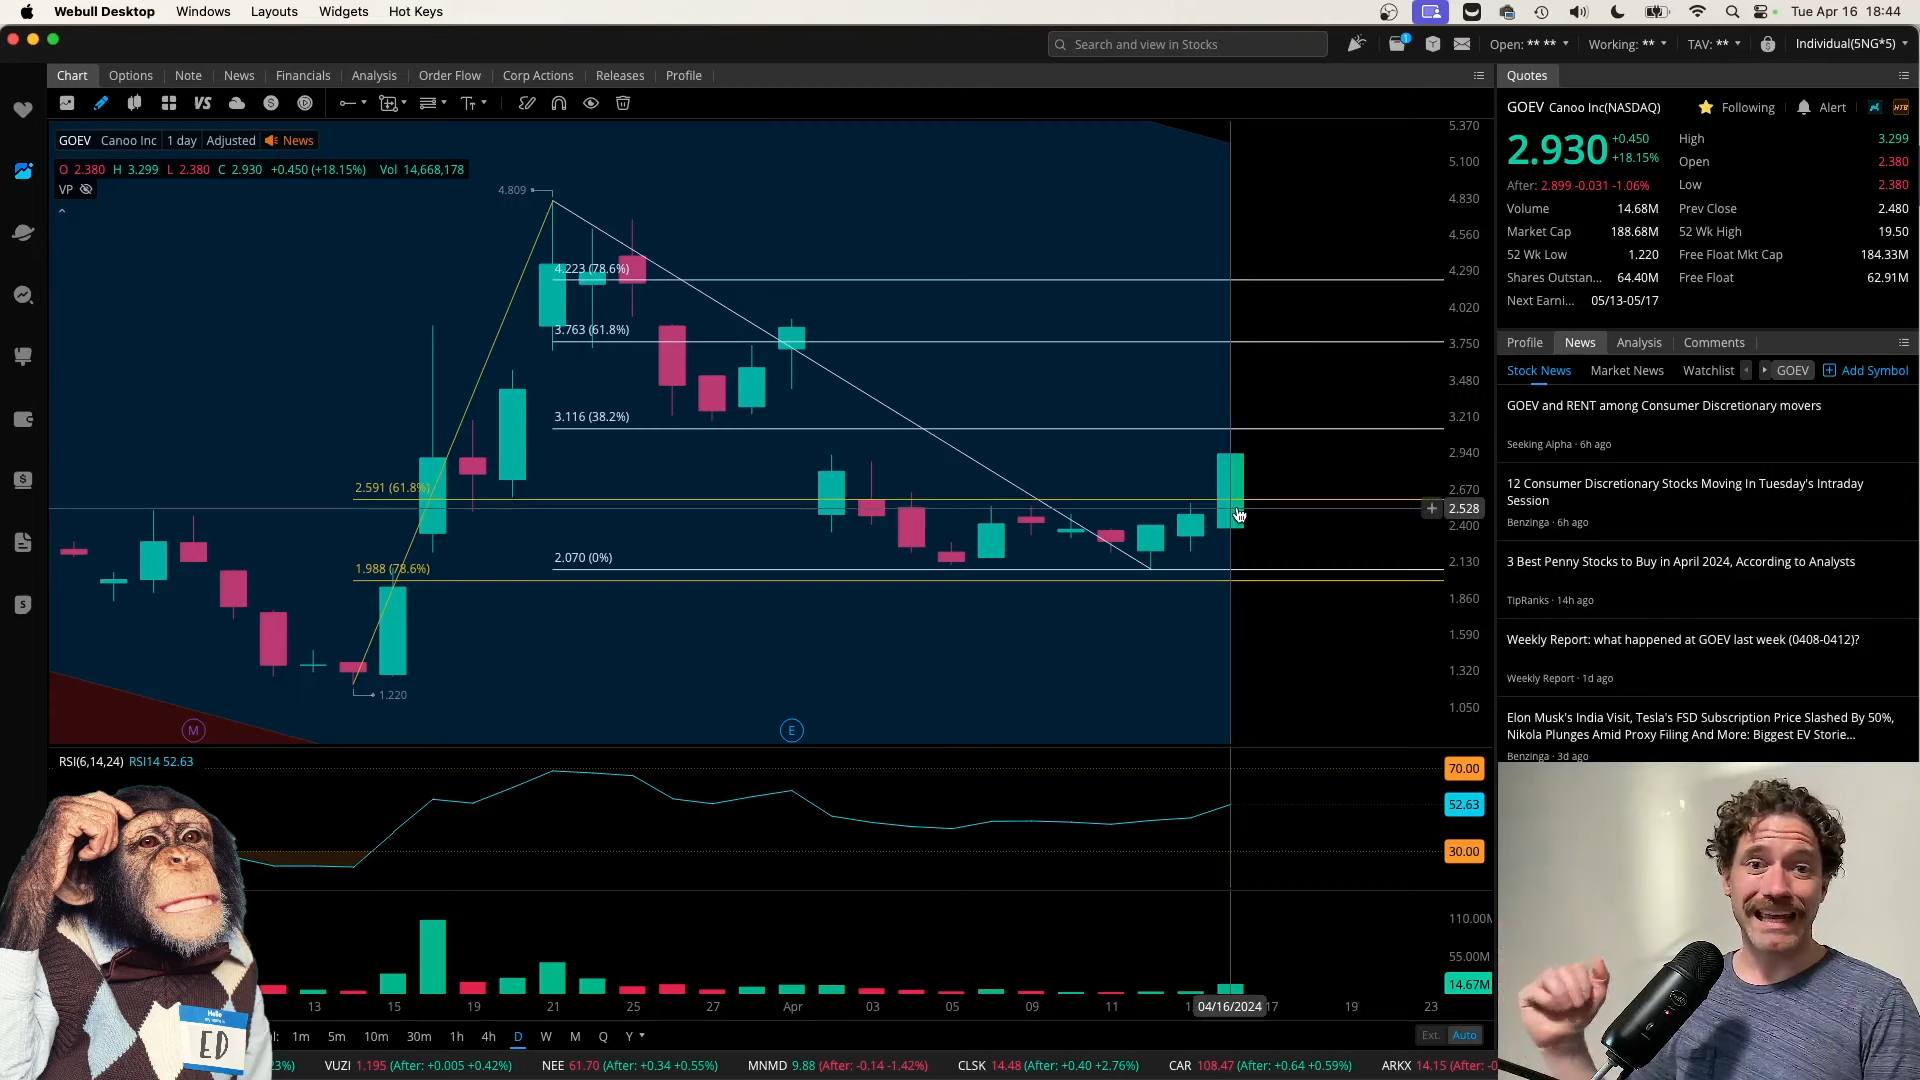 Webull Desktop Windows Layouts Widgets Hot Keys Tue Apr 16 18:44
Search and view in Stocks Open: ** ** Working: ** TAV: ** Individual(5NG*5)
Chart Options Note News Financials Analysis Order Flow Corp Actions Releases Profile
VS
GOEV Canoo Inc 1 day Adjusted News
O 2.380 H 3.299 L 2.380 C 2.930 +0.450 (+18.15%) Vol 14,668,178
VP
4.809
4.223 (78.6%)
3.763 (61.8%)
3.116 (38.2%)
2.591 (61.8%)
2.070 (0%)
1.988 (78.6%)
1.220
M
E
5.370
5.100
4.830
4.560
4.290
4.020
3.750
3.480
3.210
2.940
2.670
2.528
2.400
2.130
1.860
1.590
1.320
1.050
RSI(6,14,24) RSI14 52.63
70.00
52.63
30.00
110.00M
55.00M
14.67M
13 15 19 21 25 27 Apr 03 05 09 11 04/16/2024 17 19 23
1m 5m 10m 30m 1h 4h D W M Q Y Ext. Auto
23%) VUZI 1.195 (After: +0.005 +0.42%) NEE 61.70 (After: +0.34 +0.55%) MNMD 9.88 (After: -0.14 -1.42%) CLSK 14.48 (After: +0.40 +2.76%) CAR 108.47 (After: +0.64 +0.59%) ARKX 14.15 (After: -0
Hello
my name is
ED
Quotes
GOEV Canoo Inc(NASDAQ) Following Alert HTB
2.930 +0.450
+18.15%
After: 2.899 -0.031 -1.06%
High 3.299
Open 2.380
Low 2.380
Volume 14.68M Prev Close 2.480
Market Cap 188.68M 52 Wk High 19.50
52 Wk Low 1.220 Free Float Mkt Cap 184.33M
Shares Outstan... 64.40M Free Float 62.91M
Next Earni... 05/13-05/17
Profile News Analysis Comments
Stock News Market News Watchlist GOEV Add Symbol
GOEV and RENT among Consumer Discretionary movers
Seeking Alpha · 6h ago
12 Consumer Discretionary Stocks Moving In Tuesday's Intraday
Session
Benzinga · 6h ago
3 Best Penny Stocks to Buy in April 2024, According to Analysts
TipRanks · 14h ago
Weekly Report: what happened at GOEV last week (0408-0412)?
Weekly Report · 1d ago
Elon Musk's India Visit, Tesla's FSD Subscription Price Slashed By 50%,
Nikola Plunges Amid Proxy Filing And More: Biggest EV Storie...
Benzinga · 3d ago